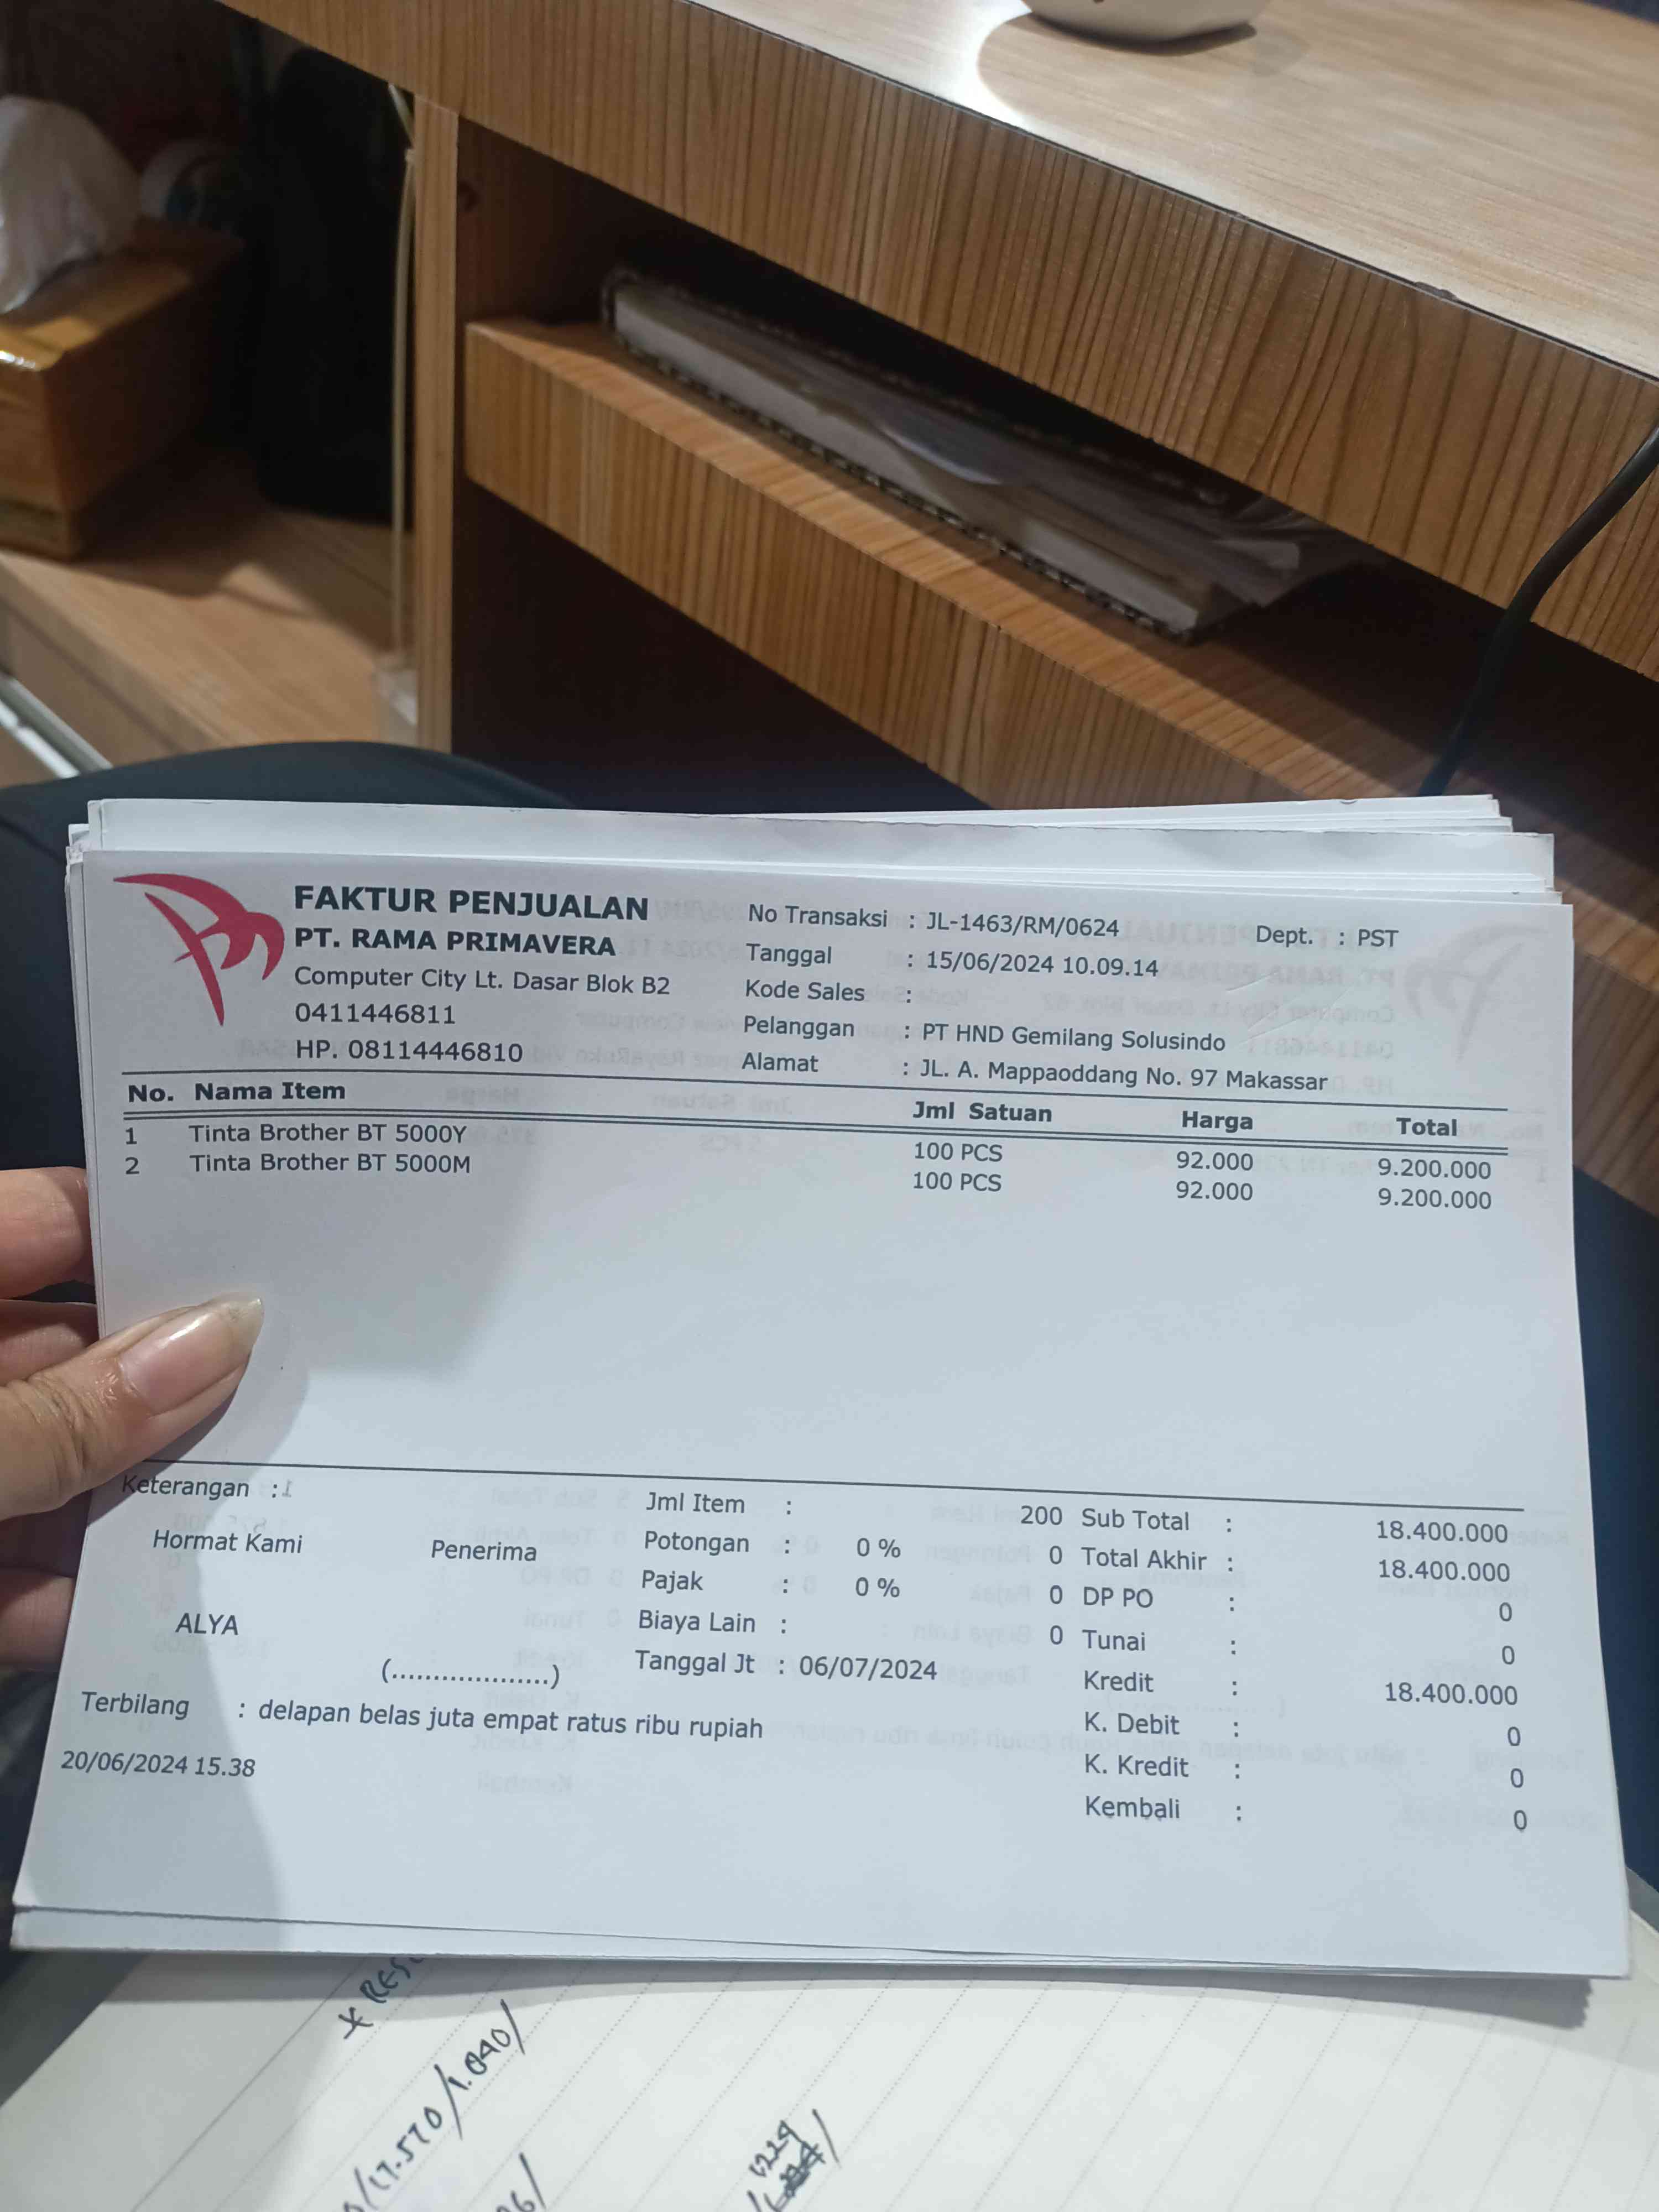 FAKTUR PENJUALAN
PT. RAMA PRIMAVERA
Computer City Lt. Dasar Blok B2
0411446811
HP. 08114446810
No Transaksi : JL-1463/RM/0624
Dept. : PST
Tanggal : 15/06/2024 10.09.14
Kode Sales :
Pelanggan : PT HND Gemilang Solusindo
Alamat : JL. A. Mappaoddang No. 97 Makassar
No. Nama Item Jml Satuan Harga Total
1 Tinta Brother BT 5000Y 100 PCS 92.000 9.200.000
2 Tinta Brother BT 5000M 100 PCS 92.000 9.200.000
Keterangan :
Hormat Kami
Penerima
ALYA
(...................)
Jml Item : 200
Potongan : 0 % 0
Pajak : 0 % 0
Biaya Lain : 0
Tanggal Jt : 06/07/2024
Sub Total : 18.400.000
Total Akhir : 18.400.000
DP PO : 0
Tunai : 0
Kredit : 18.400.000
K. Debit : 0
K. Kredit : 0
Kembali : 0
Terbilang : delapan belas juta empat ratus ribu rupiah
20/06/2024 15.38
/17.570/1.040/